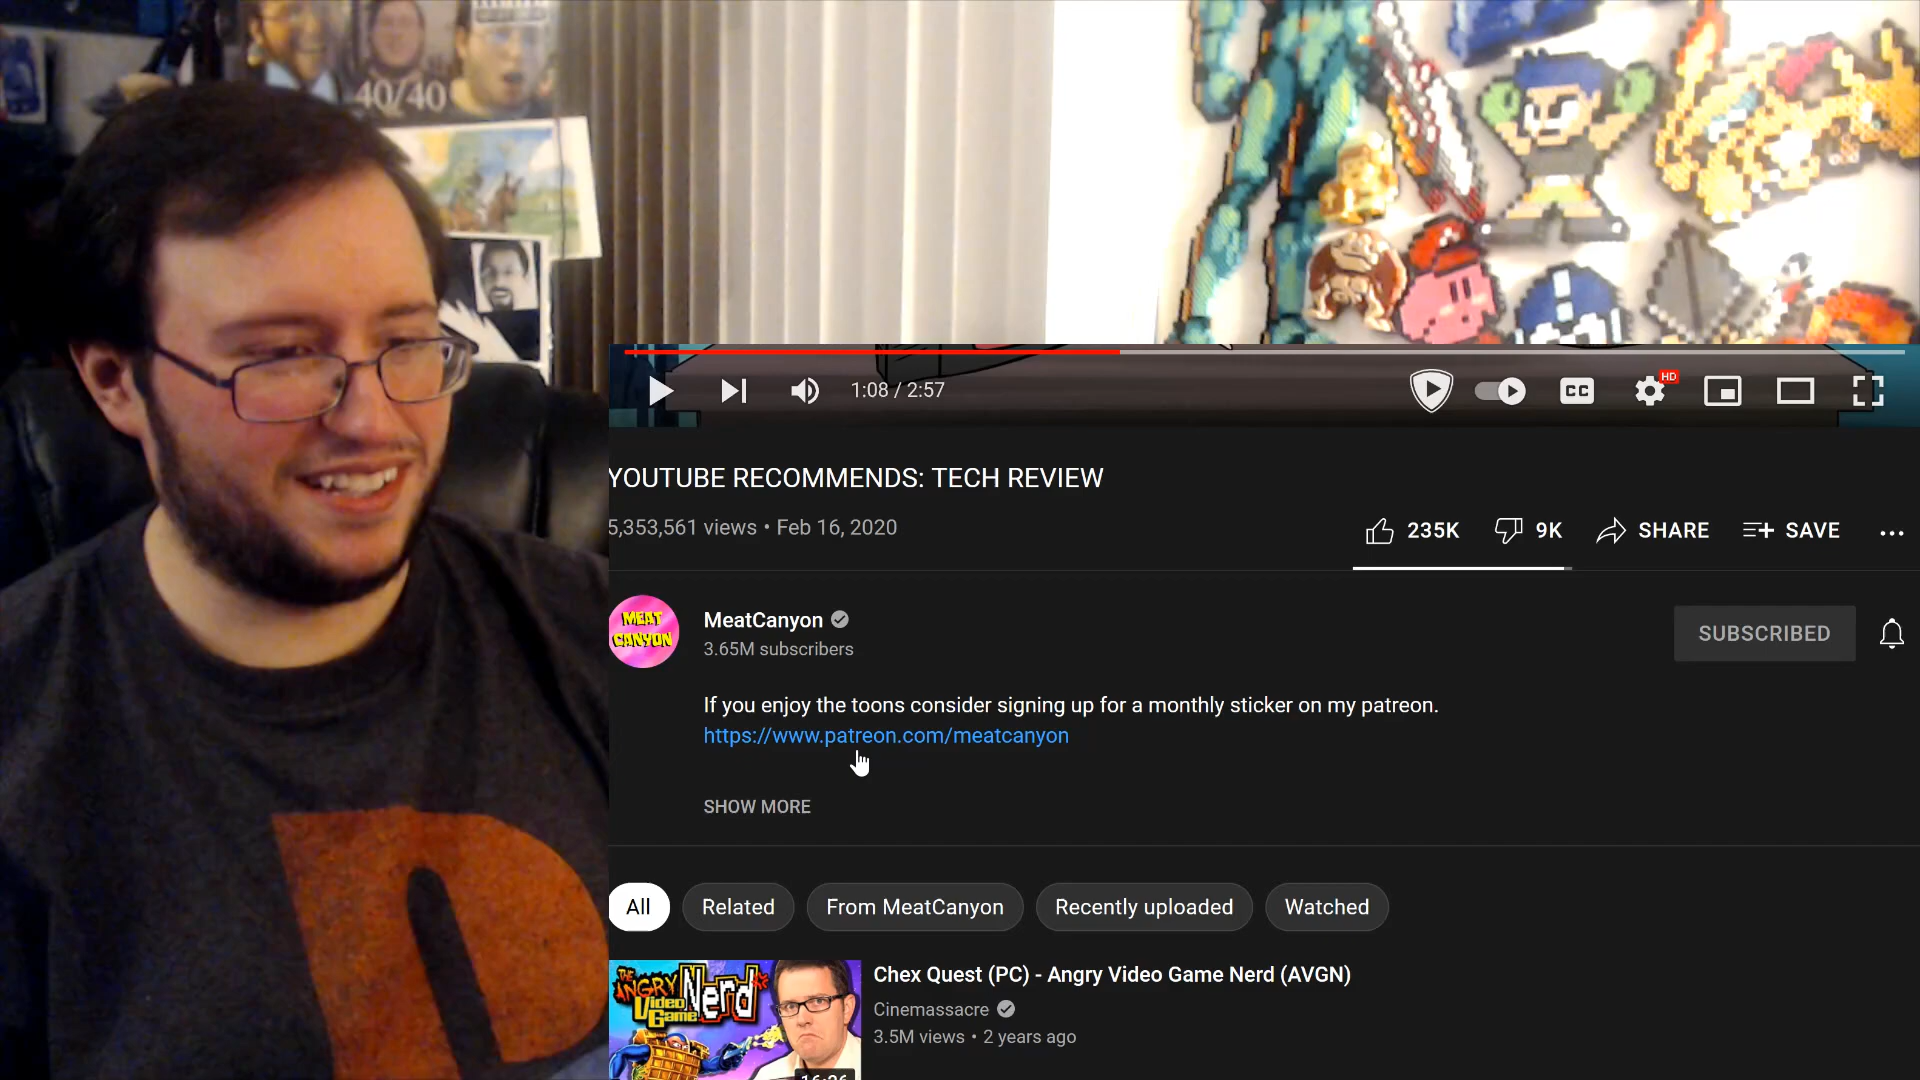 40/40
1:08 / 2:57
CC
HD
YOUTUBE RECOMMENDS: TECH REVIEW
5,353,561 views • Feb 16, 2020
235K
9K
SHARE
SAVE
MEAT
CANYON
MeatCanyon
3.65M subscribers
SUBSCRIBED
If you enjoy the toons consider signing up for a monthly sticker on my patreon.
https://www.patreon.com/meatcanyon
SHOW MORE
All
Related
From MeatCanyon
Recently uploaded
Watched
THE
ANGRY
Video
Game
Nerd
Chex Quest (PC) - Angry Video Game Nerd (AVGN)
Cinemassacre
3.5M views • 2 years ago